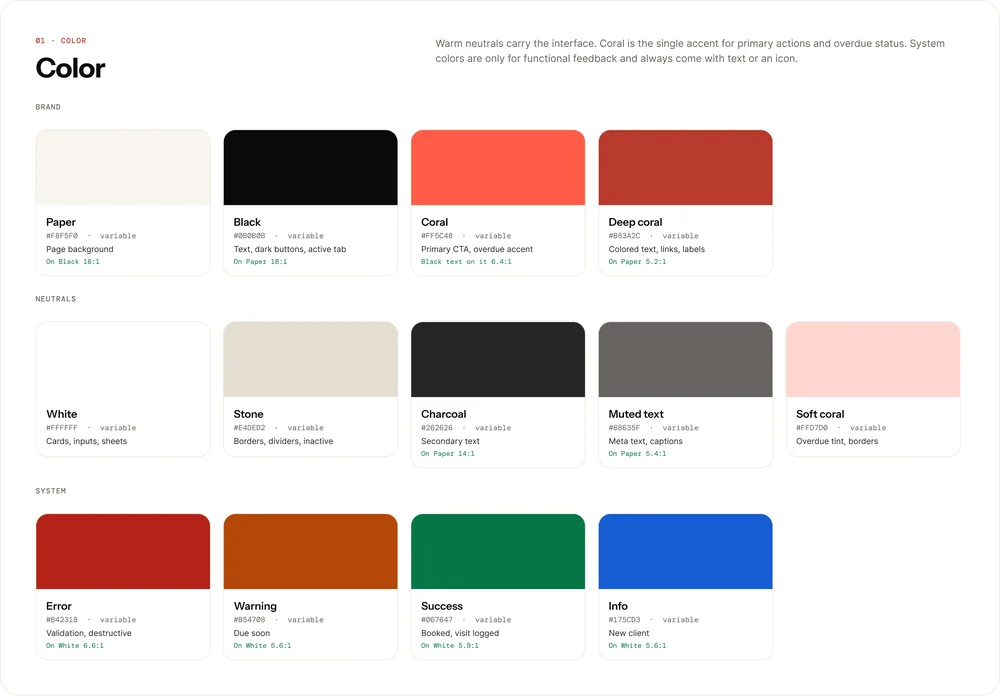 01 · COLOR
Color
Warm neutrals carry the interface. Coral is the single accent for primary actions and overdue status. System
colors are only for functional feedback and always come with text or an icon.
BRAND
Paper
#F8F5F0 · variable
Page background
On Black 18:1
Black
#0B0B0B · variable
Text, dark buttons, active tab
On Paper 18:1
Coral
#FF5C48 · variable
Primary CTA, overdue accent
Black text on it 6.4:1
Deep coral
#B83A2C · variable
Colored text, links, labels
On Paper 5.2:1
NEUTRALS
White
#FFFFFF · variable
Cards, inputs, sheets
Stone
#E4DED2 · variable
Borders, dividers, inactive
Charcoal
#262626 · variable
Secondary text
On Paper 14:1
Muted text
#68635F · variable
Meta text, captions
On Paper 5.4:1
Soft coral
#FFD7D0 · variable
Overdue tint, borders
SYSTEM
Error
#B42318 · variable
Validation, destructive
On White 6.6:1
Warning
#B54708 · variable
Due soon
On White 5.6:1
Success
#067647 · variable
Booked, visit logged
On White 5.9:1
Info
#175CD3 · variable
New client
On White 5.6:1